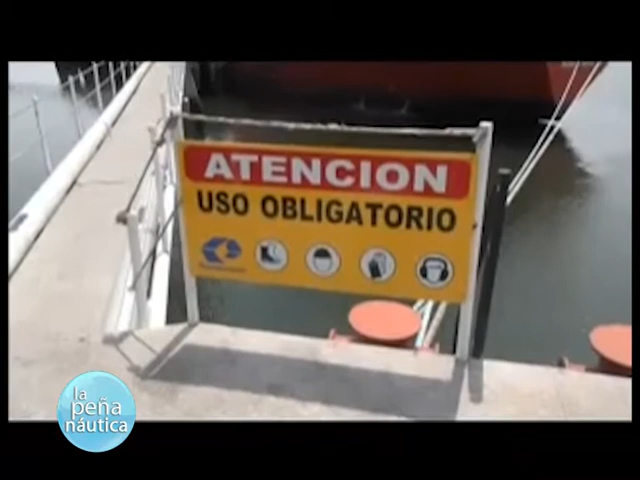 ATENCION
USO OBLIGATORIO
la
peña
náutica